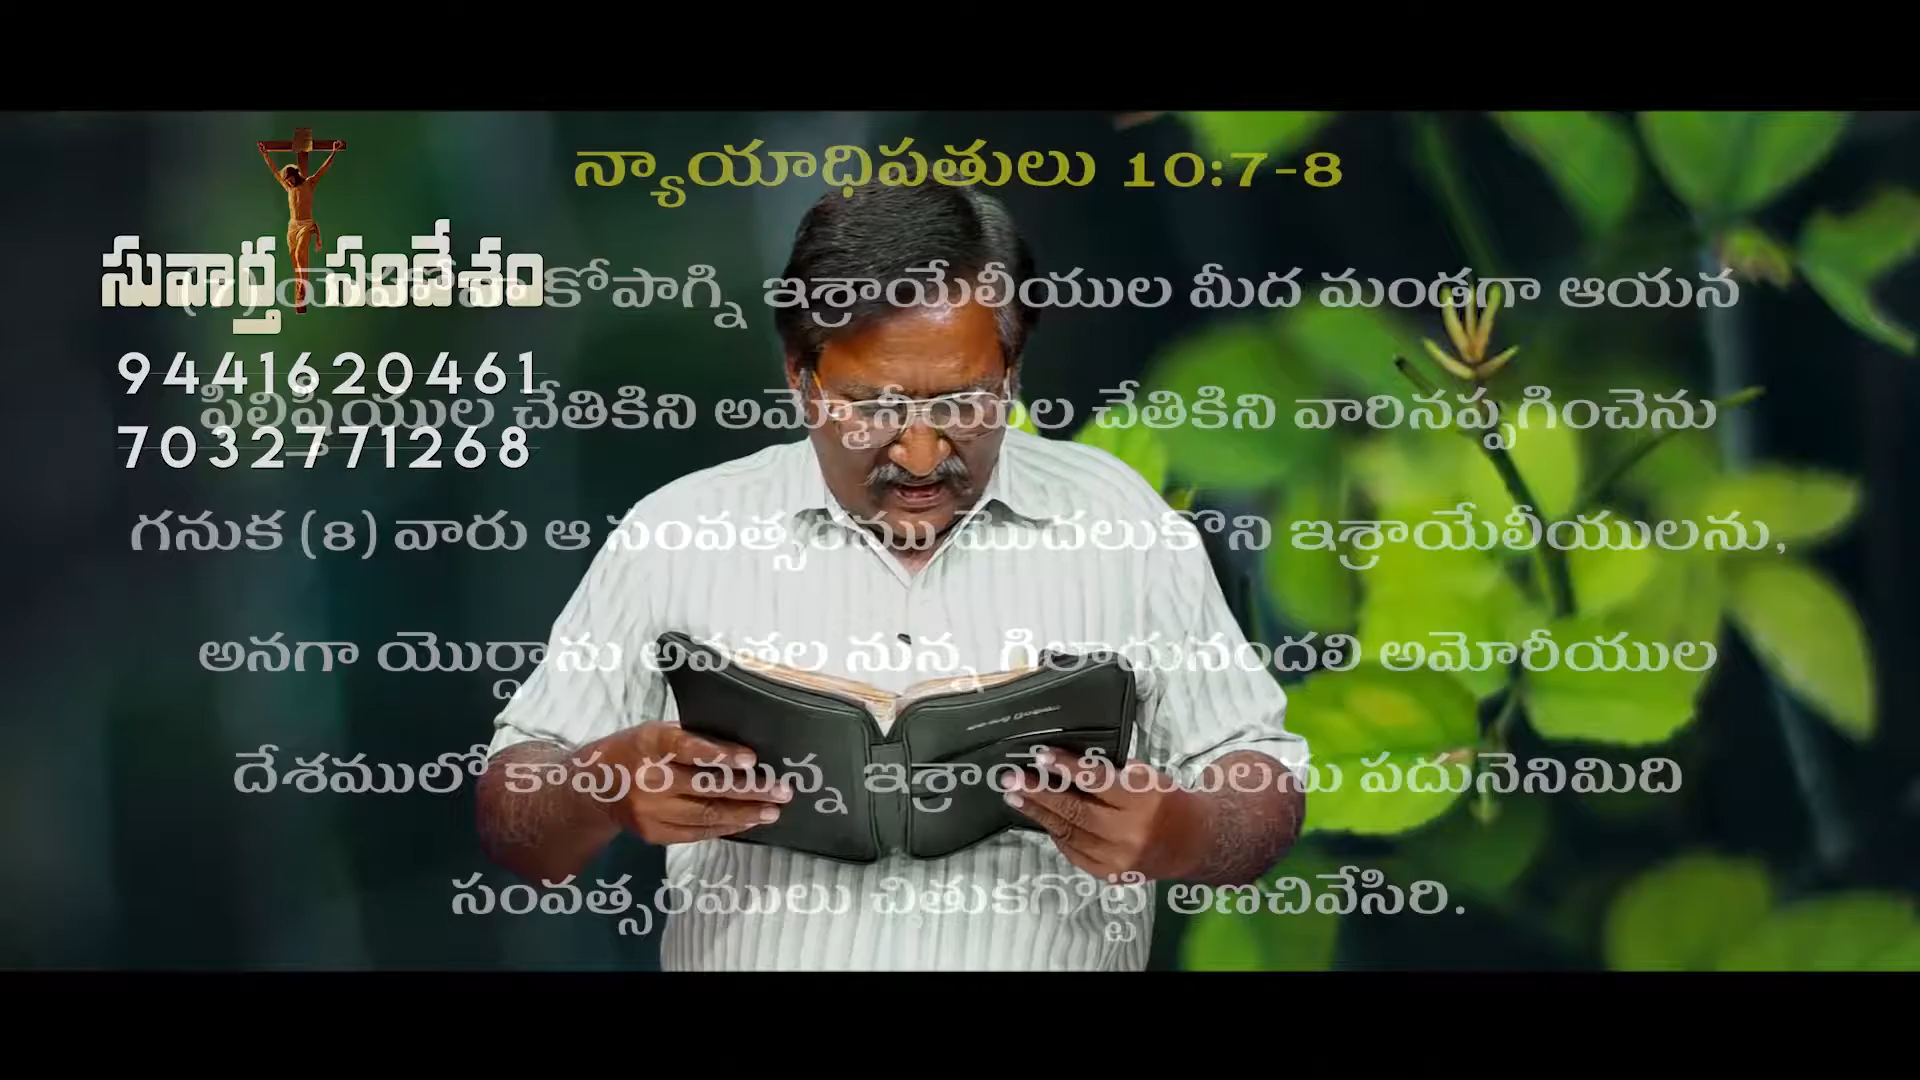 న్యాయాధిపతులు 10:7-8
సువార్త సందేశం
9441620461
7032771268
(7) యెహోవా కోపాగ్ని ఇశ్రాయేలీయుల మీద మండగా ఆయన
ఫిలిష్తీయుల చేతికిని అమ్మోనీయుల చేతికిని వారినప్పగించెను
గనుక (8) వారు ఆ సంవత్సరము మొదలుకొని ఇశ్రాయేలీయులను,
అనగా యొర్దాను అవతల నున్న గిలాదునందలి అమోరీయుల
దేశములో కాపుర మున్న ఇశ్రాయేలీయులను పదునెనిమిది
సంవత్సరములు చితుకగొట్టి అణచివేసిరి.